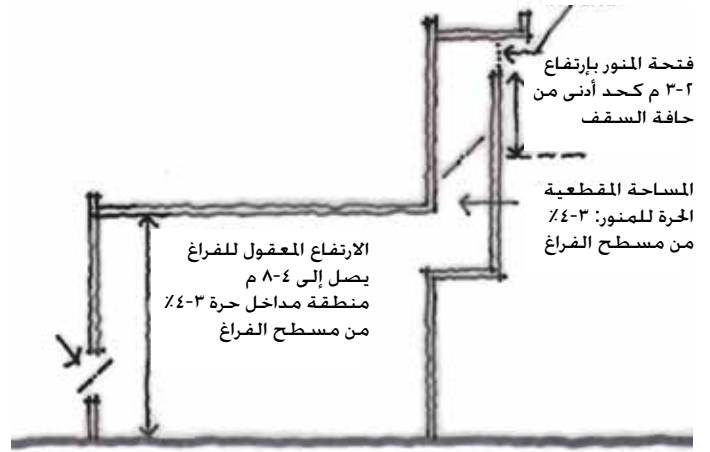 فتحة المنور بإرتفاع
٢-٣ م كحد أدنى من
حافة السقف
المساحة المقطعية
الحرة للمنور: ٣-٤٪
من مسطح الفراغ
الارتفاع المعقول للفراغ
يصل إلى ٤-٨ م
منطقة مداخل حرة ٣-٤٪
من مسطح الفراغ